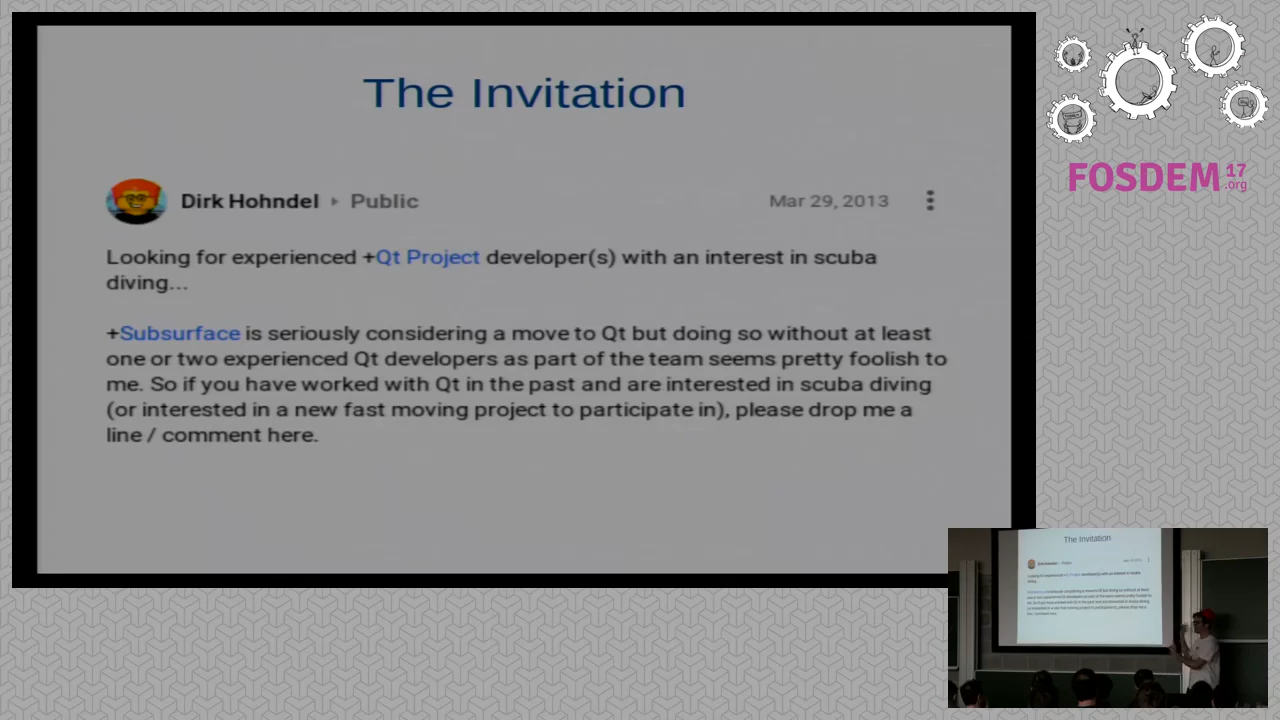 The Invitation
Dirk Hohndel ▸ Public
Mar 29, 2013
Looking for experienced +Qt Project developer(s) with an interest in scuba
diving...
+Subsurface is seriously considering a move to Qt but doing so without at least
one or two experienced Qt developers as part of the team seems pretty foolish to
me. So if you have worked with Qt in the past and are interested in scuba diving
(or interested in a new fast moving project to participate in), please drop me a
line / comment here.
FOSDEM 17
.org
The Invitation